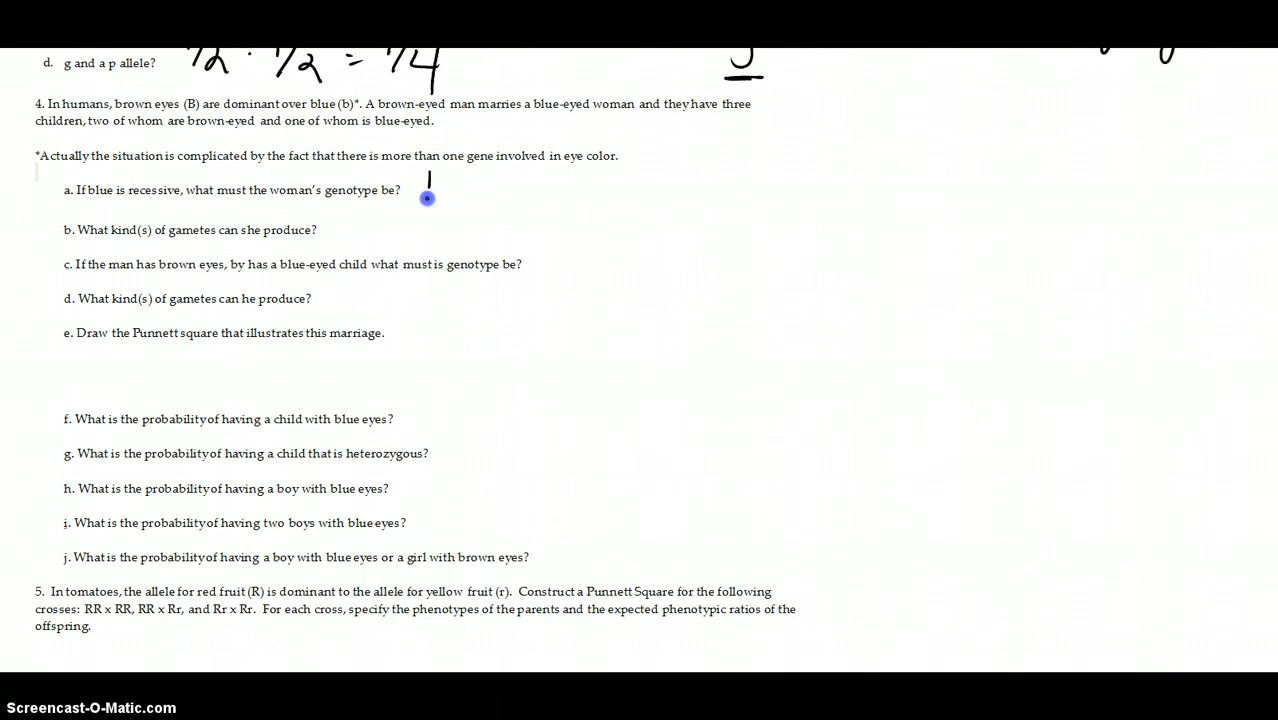 d. g and a p allele? 1/2 · 1/2 = 1/4
4. In humans, brown eyes (B) are dominant over blue (b)*. A brown-eyed man marries a blue-eyed woman and they have three
children, two of whom are brown-eyed and one of whom is blue-eyed.
*Actually the situation is complicated by the fact that there is more than one gene involved in eye color.
a. If blue is recessive, what must the woman's genotype be?
b. What kind(s) of gametes can she produce?
c. If the man has brown eyes, by has a blue-eyed child what must is genotype be?
d. What kind(s) of gametes can he produce?
e. Draw the Punnett square that illustrates this marriage.
f. What is the probability of having a child with blue eyes?
g. What is the probability of having a child that is heterozygous?
h. What is the probability of having a boy with blue eyes?
i. What is the probability of having two boys with blue eyes?
j. What is the probability of having a boy with blue eyes or a girl with brown eyes?
5. In tomatoes, the allele for red fruit (R) is dominant to the allele for yellow fruit (r). Construct a Punnett Square for the following
crosses: RR x RR, RR x Rr, and Rr x Rr. For each cross, specify the phenotypes of the parents and the expected phenotypic ratios of the
offspring.
Screencast-O-Matic.com